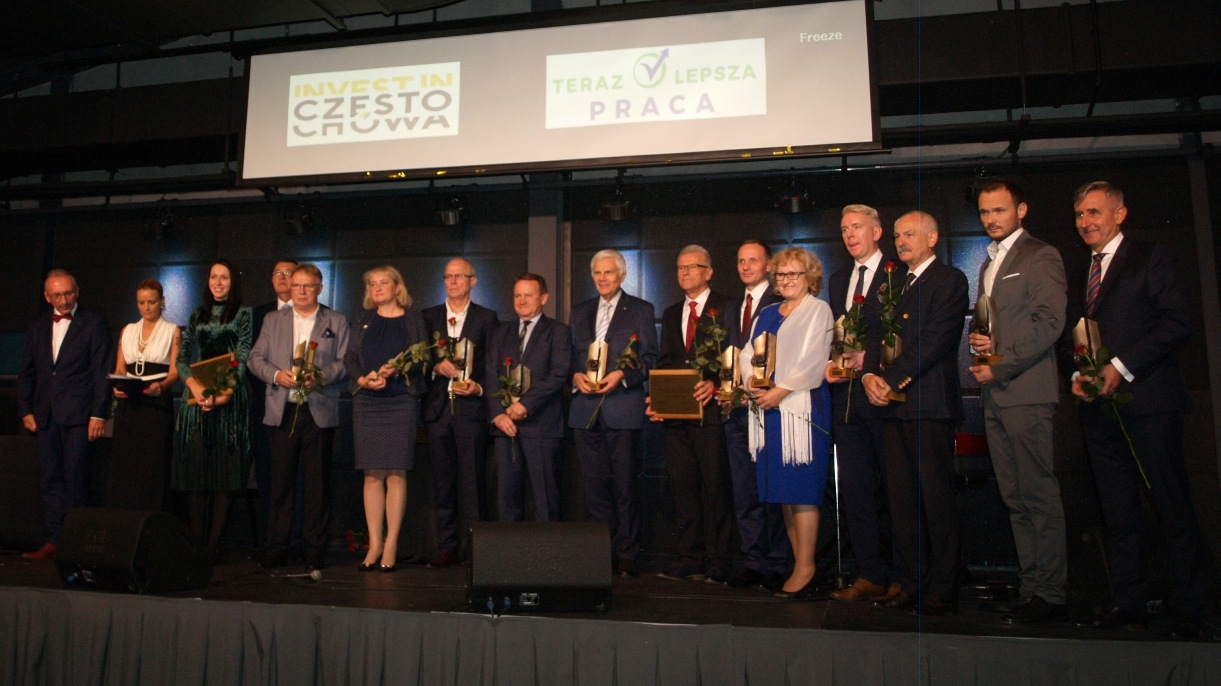 Freeze
INVEST IN
CZĘSTO
CHOWA
TERAZ LEPSZA
PRACA